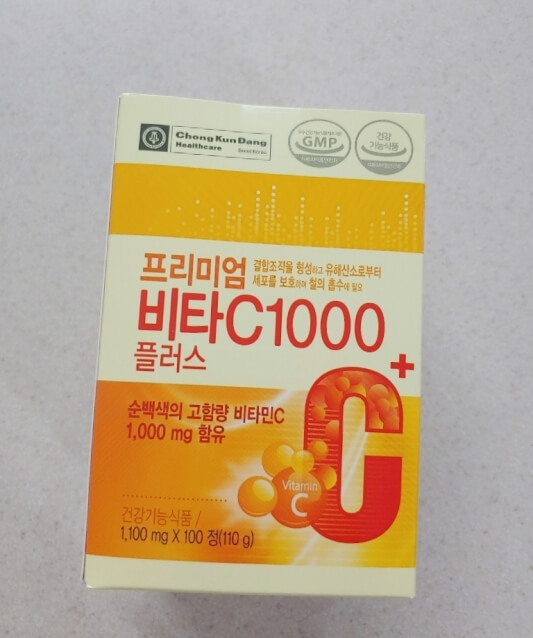 Chong Kun Dang
Healthcare Seoul Korea
GMP
건강
기능식품
프리미엄
결합조직을 형성하고 유해산소로부터
세포를 보호하며 철의 흡수에 필요
비타C1000
플러스
+
C
순백색의 고함량 비타민C
1,000 mg 함유
Vitamin
C
건강기능식품 /
1,100 mg X 100 정(110 g)